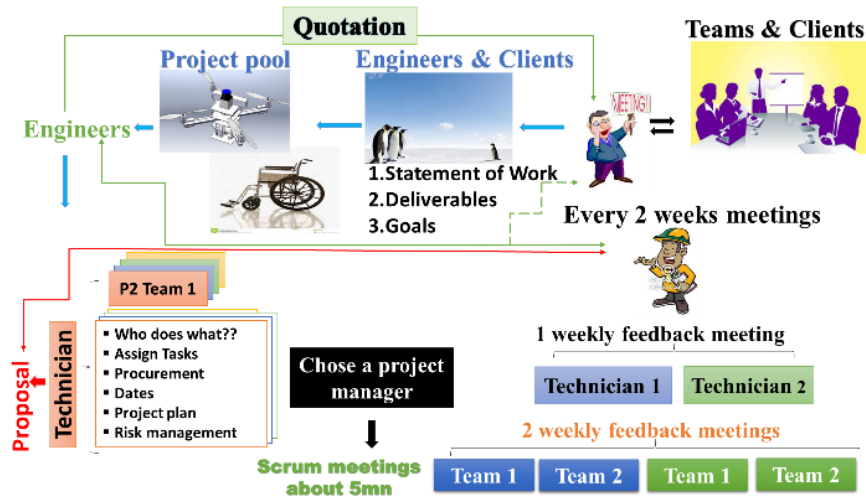 Quotation
Teams & Clients
Project pool
Engineers & Clients
MEETING!!
Engineers
1.Statement of Work
2.Deliverables
3.Goals
Every 2 weeks meetings
P2 Team 1
Proposal
Technician
▪ Who does what??
▪ Assign Tasks
▪ Procurement
▪ Dates
▪ Project plan
▪ Risk management
Chose a project
manager
Scrum meetings
about 5mn
1 weekly feedback meeting
Technician 1
Technician 2
2 weekly feedback meetings
Team 1
Team 2
Team 1
Team 2